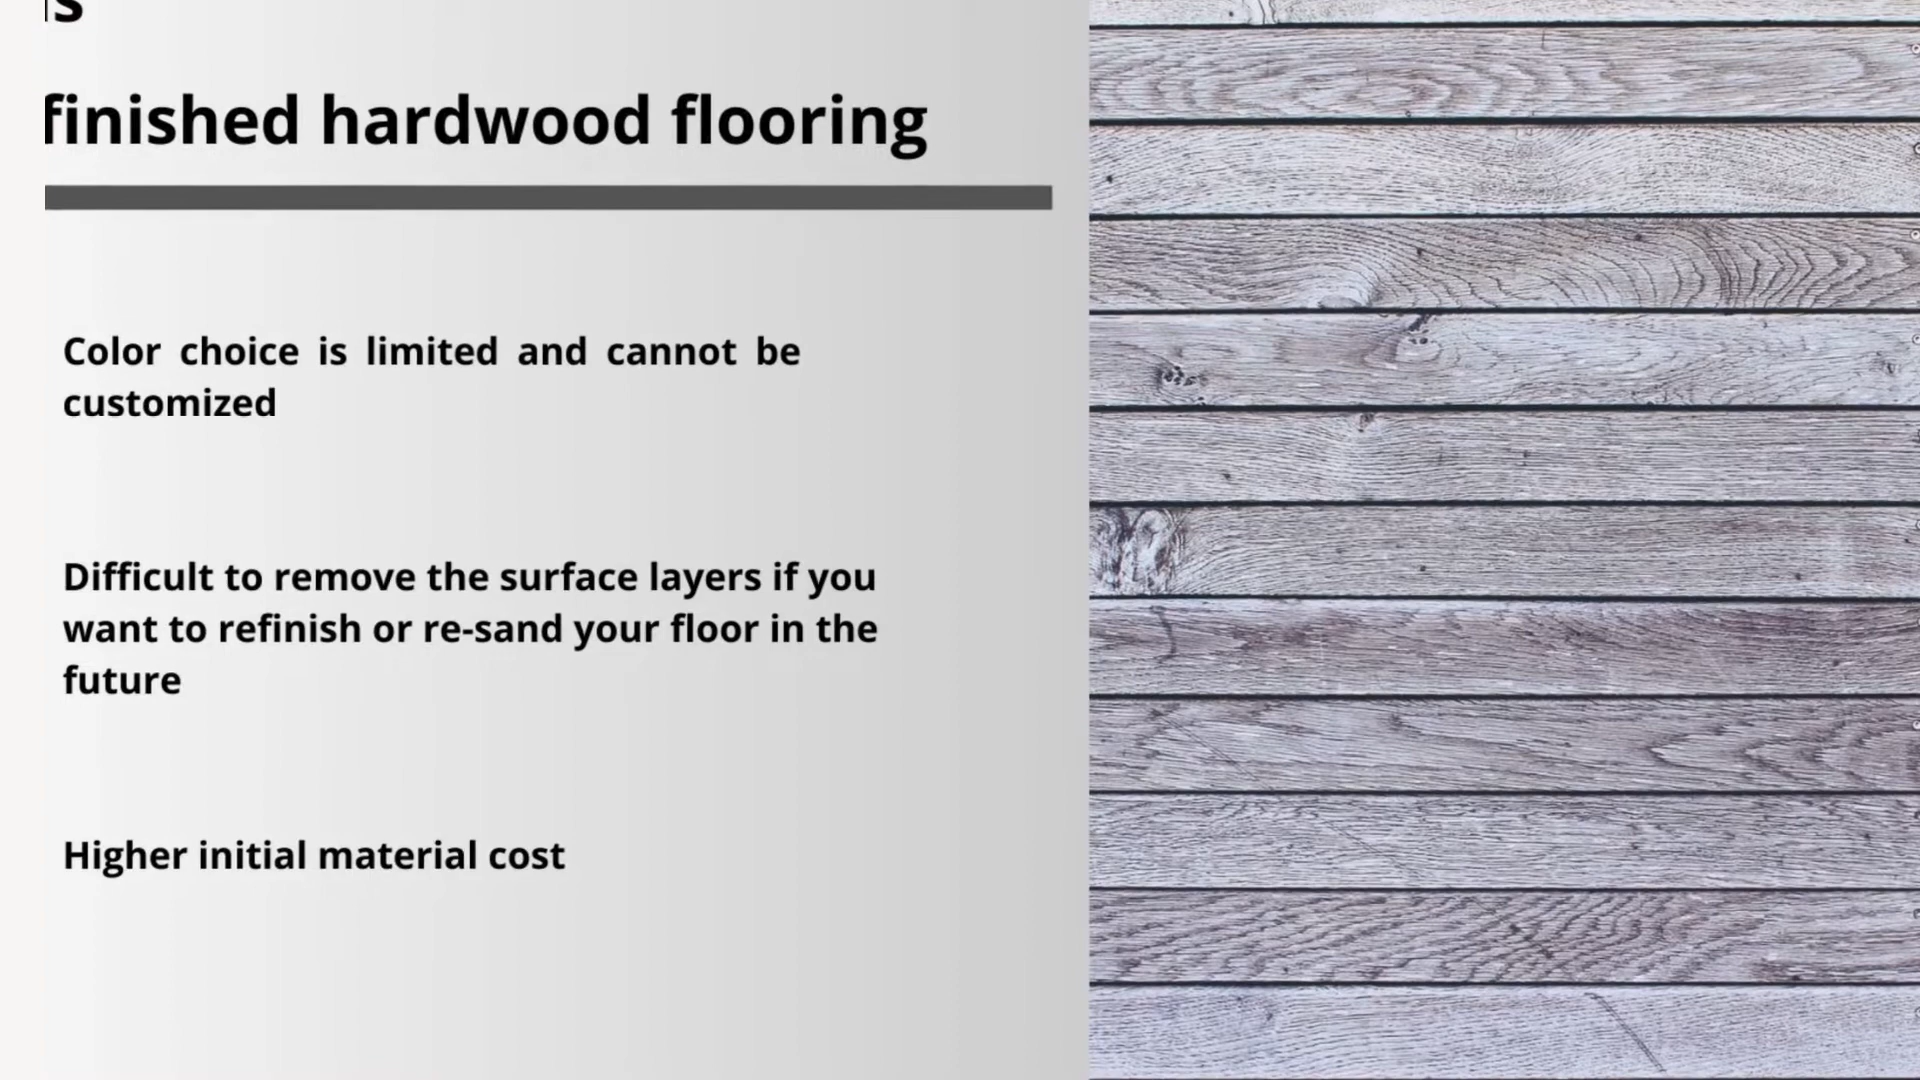 finished hardwood flooring
Color choice is limited and cannot be
customized
Difficult to remove the surface layers if you
want to refinish or re-sand your floor in the
future
Higher initial material cost